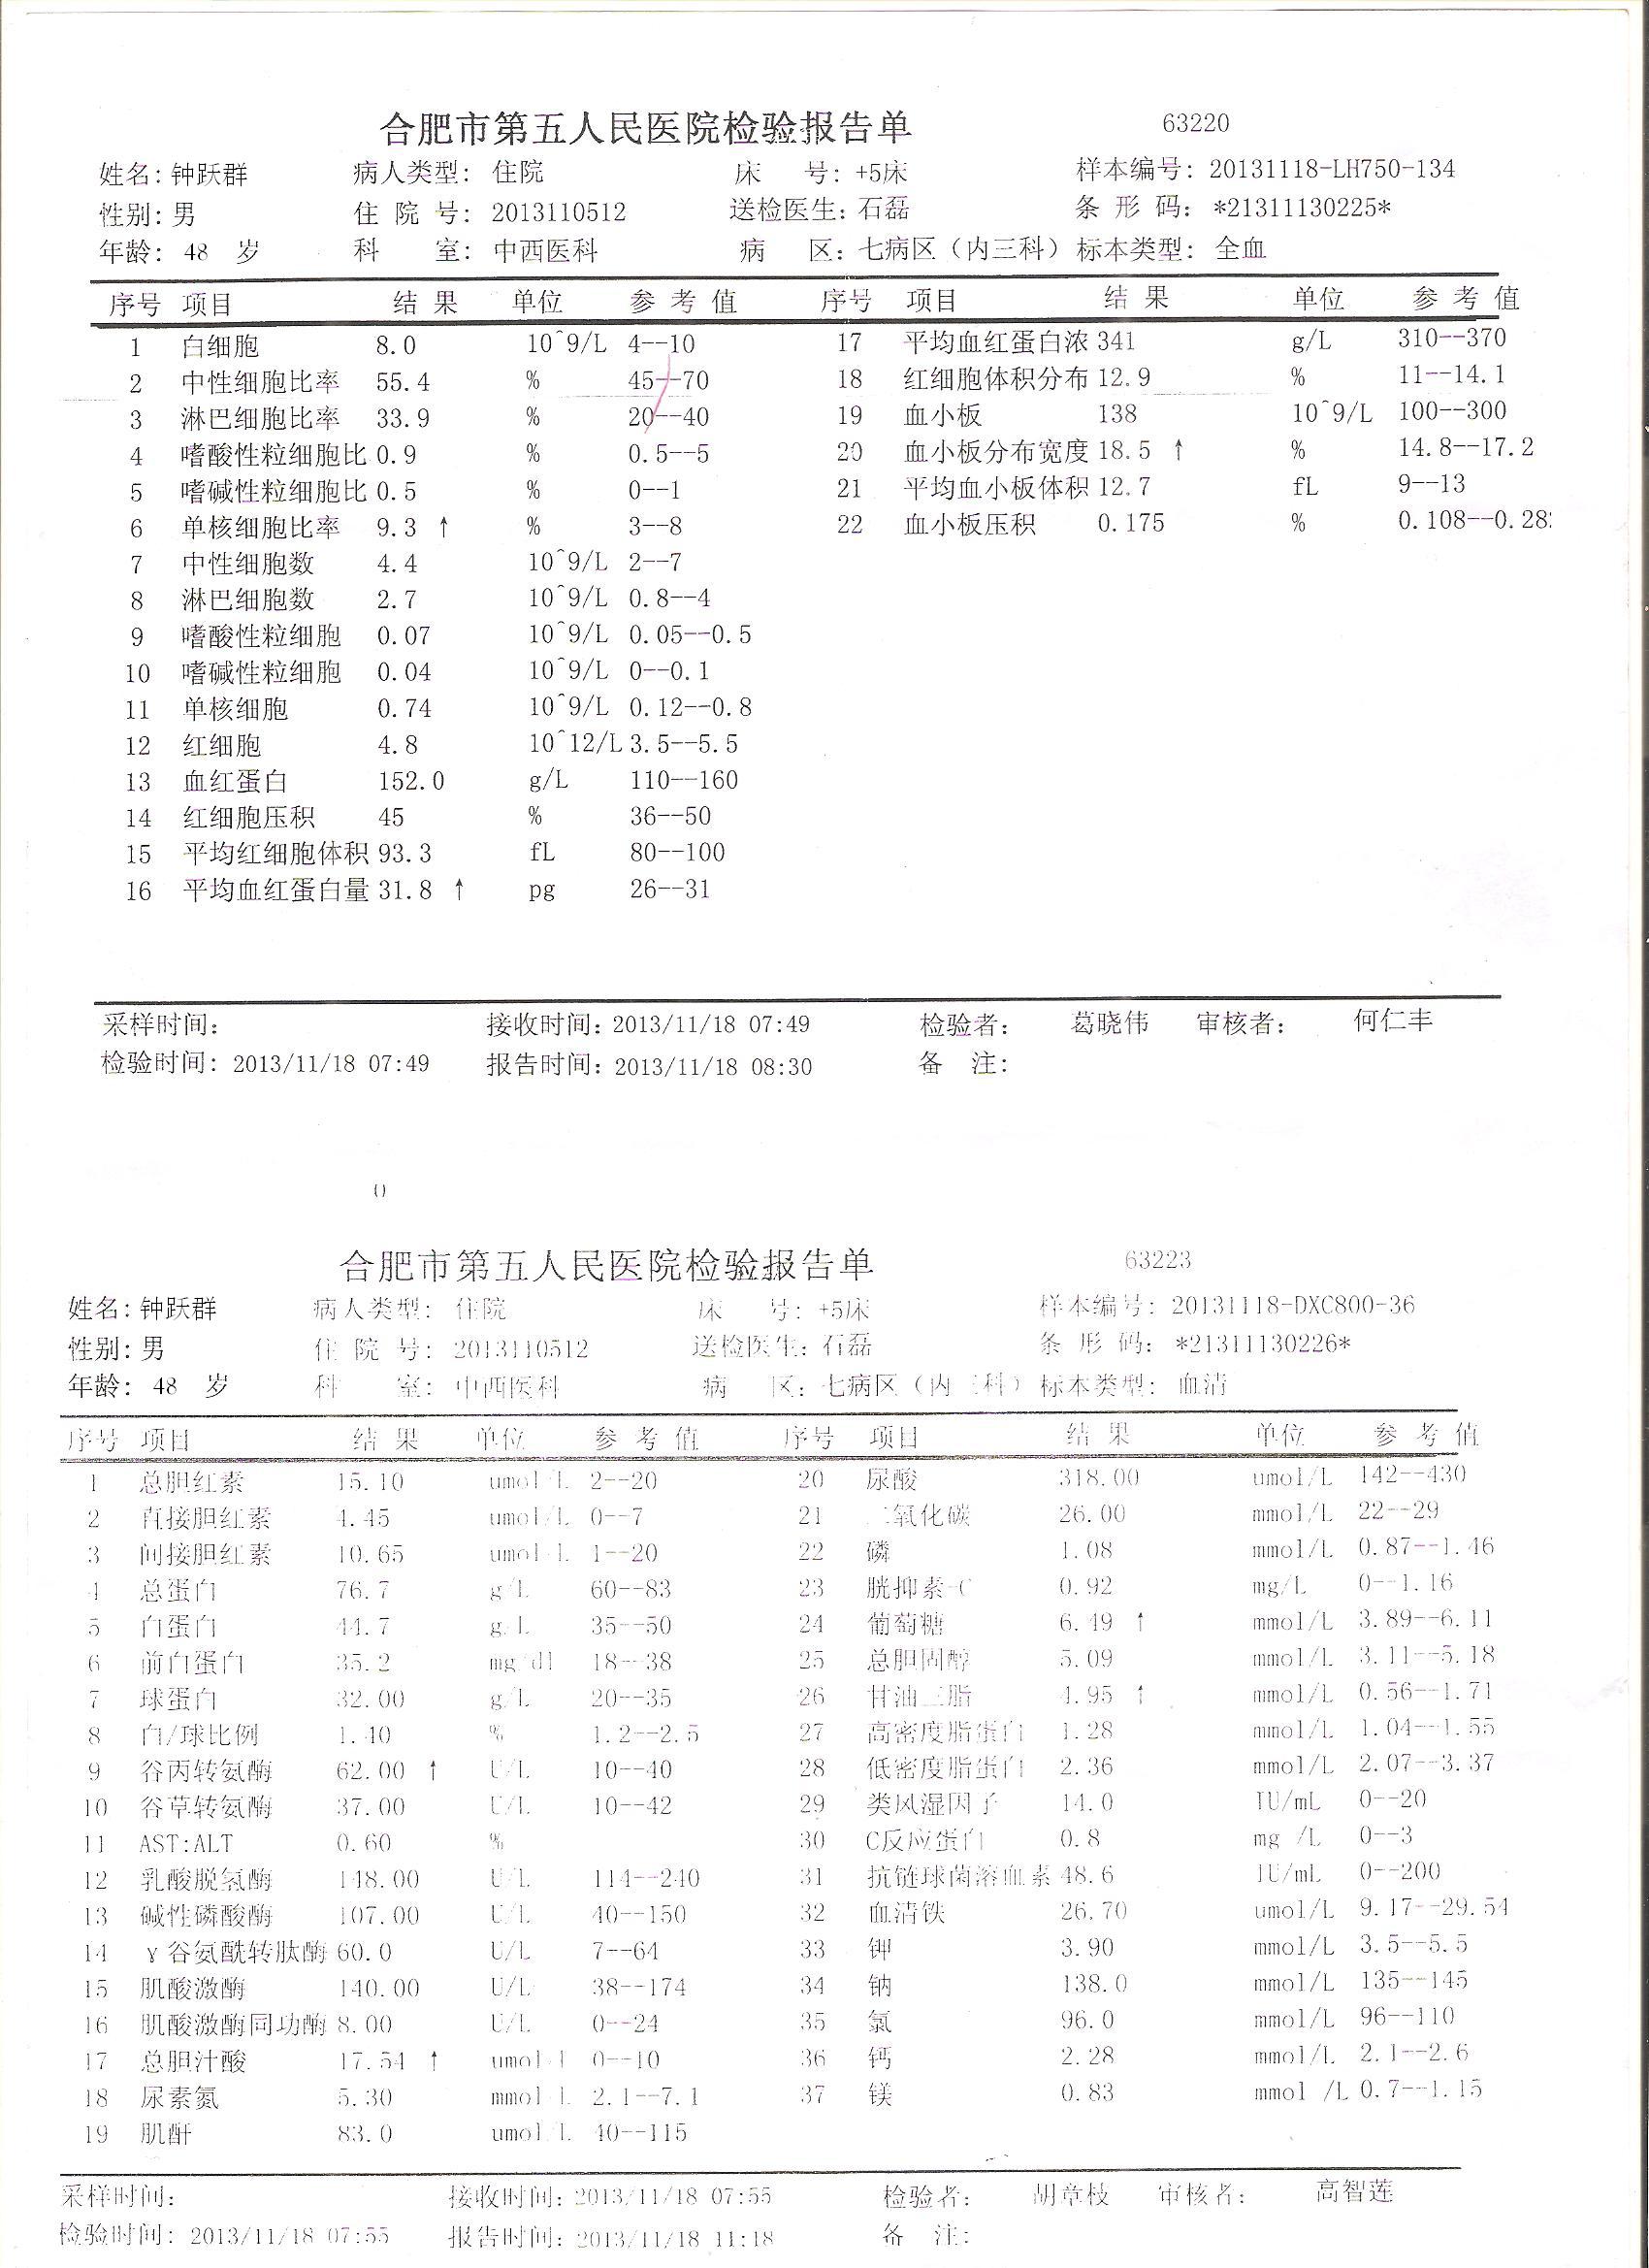 合肥市第五人民医院检验报告单 63220
姓名: 钟跃群 病人类型: 住院 床 号: +5床 样本编号: 20131118-LH750-134
性别: 男 住 院 号: 2013110512 送检医生: 石磊 条 形 码: *21311130225*
年龄: 48 岁 科 室: 中西医科 病 区: 七病区（内三科） 标本类型: 全血
序号 项目 结 果 单位 参 考 值 序号 项目 结 果 单位 参 考 值
1 白细胞 8.0 10^9/L 4--10 17 平均血红蛋白浓 341 g/L 310--370
2 中性细胞比率 55.4 % 45--70 18 红细胞体积分布 12.9 % 11--14.1
3 淋巴细胞比率 33.9 % 20--40 19 血小板 138 10^9/L 100--300
4 嗜酸性粒细胞比 0.9 % 0.5--5 20 血小板分布宽度 18.5 ↑ % 14.8--17.2
5 嗜碱性粒细胞比 0.5 % 0--1 21 平均血小板体积 12.7 fL 9--13
6 单核细胞比率 9.3 ↑ % 3--8 22 血小板压积 0.175 % 0.108--0.28
7 中性细胞数 4.4 10^9/L 2--7
8 淋巴细胞数 2.7 10^9/L 0.8--4
9 嗜酸性粒细胞 0.07 10^9/L 0.05--0.5
10 嗜碱性粒细胞 0.04 10^9/L 0--0.1
11 单核细胞 0.74 10^9/L 0.12--0.8
12 红细胞 4.8 10^12/L 3.5--5.5
13 血红蛋白 152.0 g/L 110--160
14 红细胞压积 45 % 36--50
15 平均红细胞体积 93.3 fL 80--100
16 平均血红蛋白量 31.8 ↑ pg 26--31
采样时间: 接收时间: 2013/11/18 07:49 检验者: 葛晓伟 审核者: 何仁丰
检验时间: 2013/11/18 07:49 报告时间: 2013/11/18 08:30 备 注:
0
合肥市第五人民医院检验报告单 63223
姓名: 钟跃群 病人类型: 住院 床 号: +5床 样本编号: 20131118-DXC800-36
性别: 男 住 院 号: 2013110512 送检医生: 石磊 条 形 码: *21311130226*
年龄: 48 岁 科 室: 中西医科 病 区: 七病区（内三科） 标本类型: 血清
序号 项目 结 果 单位 参 考 值 序号 项目 结 果 单位 参 考 值
1 总胆红素 15.10 umol/L 2--20 20 尿酸 318.00 umol/L 142--430
2 直接胆红素 4.45 umol/L 0--7 21 二氧化碳 26.00 mmol/L 22--29
3 间接胆红素 10.65 umol/L 1--20 22 磷 1.08 mmol/L 0.87--1.46
4 总蛋白 76.7 g/L 60--83 23 胱抑素-C 0.92 mg/L 0--1.16
5 白蛋白 44.7 g/L 35--50 24 葡萄糖 6.49 ↑ mmol/L 3.89--6.11
6 前白蛋白 35.2 mg/dl 18--38 25 总胆固醇 5.09 mmol/L 3.11--5.18
7 球蛋白 32.00 g/L 20--35 26 甘油三脂 4.95 ↑ mmol/L 0.56--1.71
8 白/球比例 1.40 % 1.2--2.5 27 高密度脂蛋白 1.28 mmol/L 1.04--1.55
9 谷丙转氨酶 62.00 ↑ U/L 10--40 28 低密度脂蛋白 2.36 mmol/L 2.07--3.37
10 谷草转氨酶 37.00 U/L 10--42 29 类风湿因子 14.0 IU/mL 0--20
11 AST:ALT 0.60 % 30 C反应蛋白 0.8 mg /L 0--3
12 乳酸脱氢酶 148.00 U/L 114--240 31 抗链球菌溶血素 48.6 IU/mL 0--200
13 碱性磷酸酶 107.00 U/L 40--150 32 血清铁 26.70 umol/L 9.17--29.54
14 γ谷氨酰转肽酶 60.0 U/L 7--64 33 钾 3.90 mmol/L 3.5--5.5
15 肌酸激酶 140.00 U/L 38--174 34 钠 138.0 mmol/L 135--145
16 肌酸激酶同功酶 8.00 U/L 0--24 35 氯 96.0 mmol/L 96--110
17 总胆汁酸 17.54 ↑ umol/l 0--10 36 钙 2.28 mmol/L 2.1--2.6
18 尿素氮 5.30 mmol/L 2.1--7.1 37 镁 0.83 mmol /L 0.7--1.15
19 肌酐 83.0 umol/L 40--115
采样时间: 接收时间: 2013/11/18 07:55 检验者: 胡章枝 审核者: 高智莲
检验时间: 2013/11/18 07:55 报告时间: 2013/11/18 11:18 备 注: